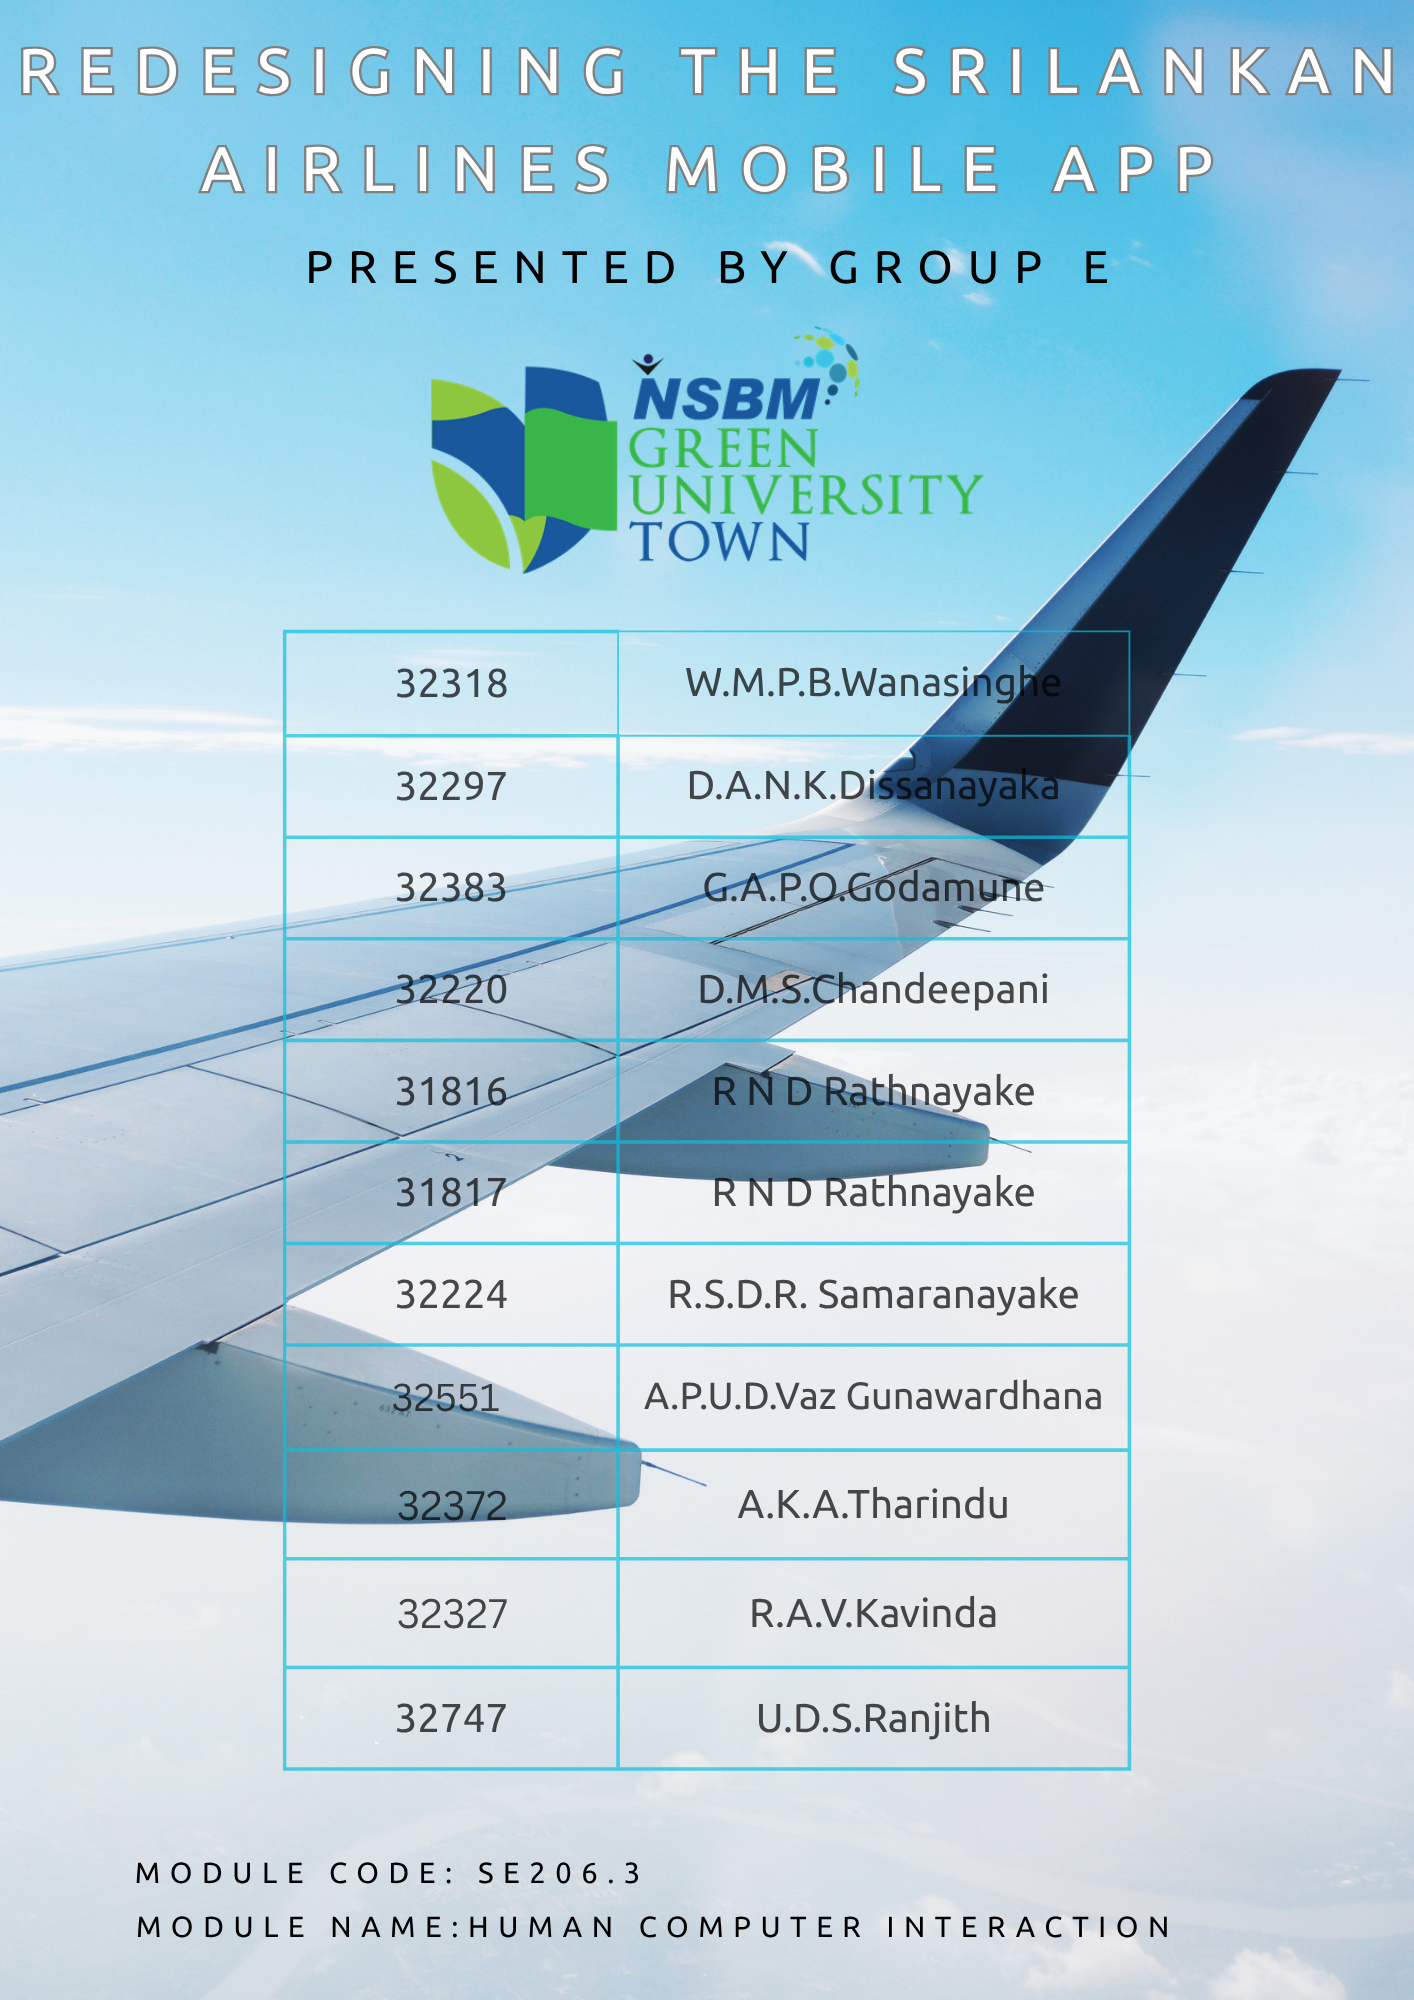 REDESIGNING THE SRILANKAN
AIRLINES MOBILE APP
PRESENTED BY GROUP E
NSBM
GREEN
UNIVERSITY
TOWN
32318 W.M.P.B.Wanasinghe
32297 D.A.N.K.Dissanayaka
32383 G.A.P.O.Godamune
32220 D.M.S.Chandeepani
31816 R N D Rathnayake
31817 R N D Rathnayake
32224 R.S.D.R. Samaranayake
32551 A.P.U.D.Vaz Gunawardhana
32372 A.K.A.Tharindu
32327 R.A.V.Kavinda
32747 U.D.S.Ranjith
MODULE CODE: SE206.3
MODULE NAME:HUMAN COMPUTER INTERACTION